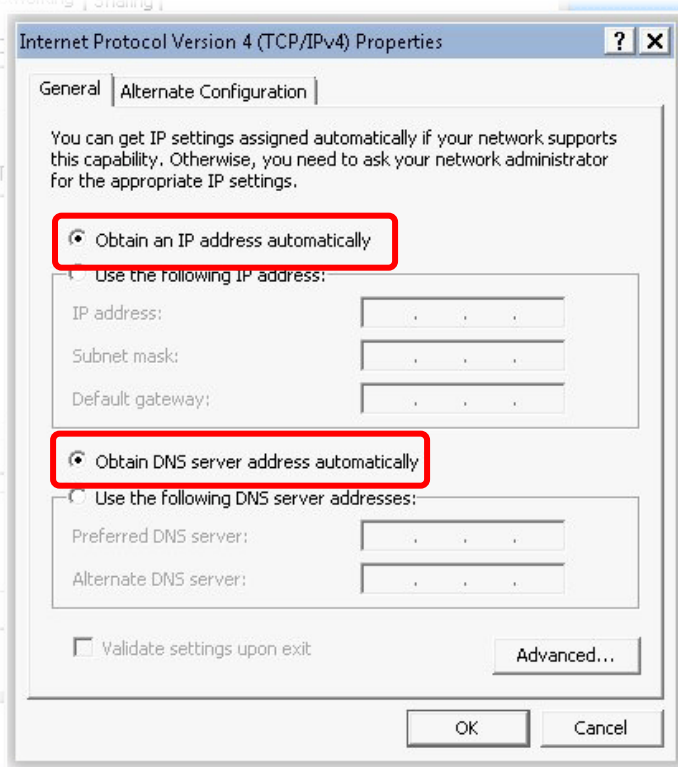 Internet Protocol Version 4 (TCP/IPv4) Properties
General
Alternate Configuration
You can get IP settings assigned automatically if your network supports
this capability. Otherwise, you need to ask your network administrator
for the appropriate IP settings.
Obtain an IP address automatically
Use the following IP address:
IP address:
Subnet mask:
Default gateway:
Obtain DNS server address automatically
Use the following DNS server addresses:
Preferred DNS server:
Alternate DNS server:
Validate settings upon exit
Advanced...
OK
Cancel